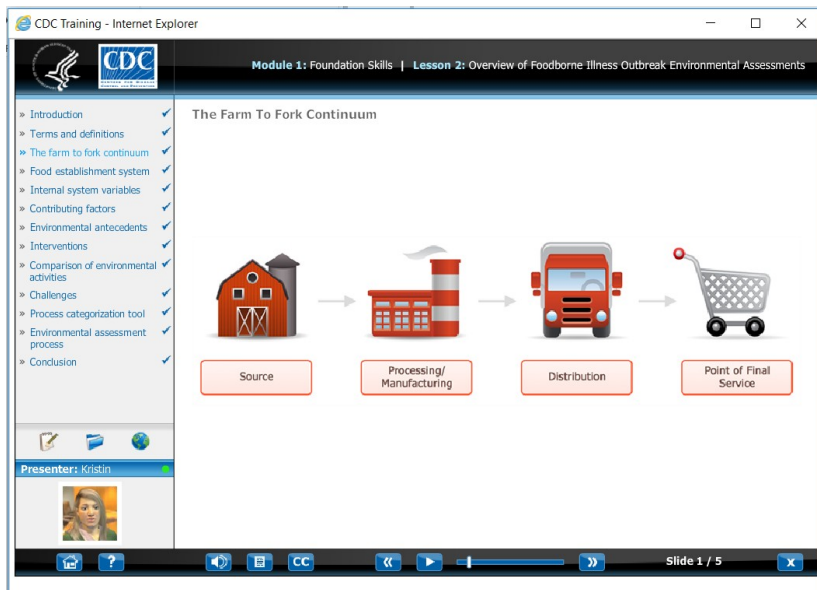 CDC Training - Internet Explorer
CDC
Module 1: Foundation Skills | Lesson 2: Overview of Foodborne Illness Outbreak Environmental Assessments
» Introduction
» Terms and definitions
» The farm to fork continuum
» Food establishment system
» Internal system variables
» Contributing factors
» Environmental antecedents
» Interventions
» Comparison of environmental
activities
» Challenges
» Process categorization tool
» Environmental assessment
process
» Conclusion
The Farm To Fork Continuum
Source
Processing/
Manufacturing
Distribution
Point of Final
Service
Presenter: Kristin
?
CC
Slide 1 / 5
X